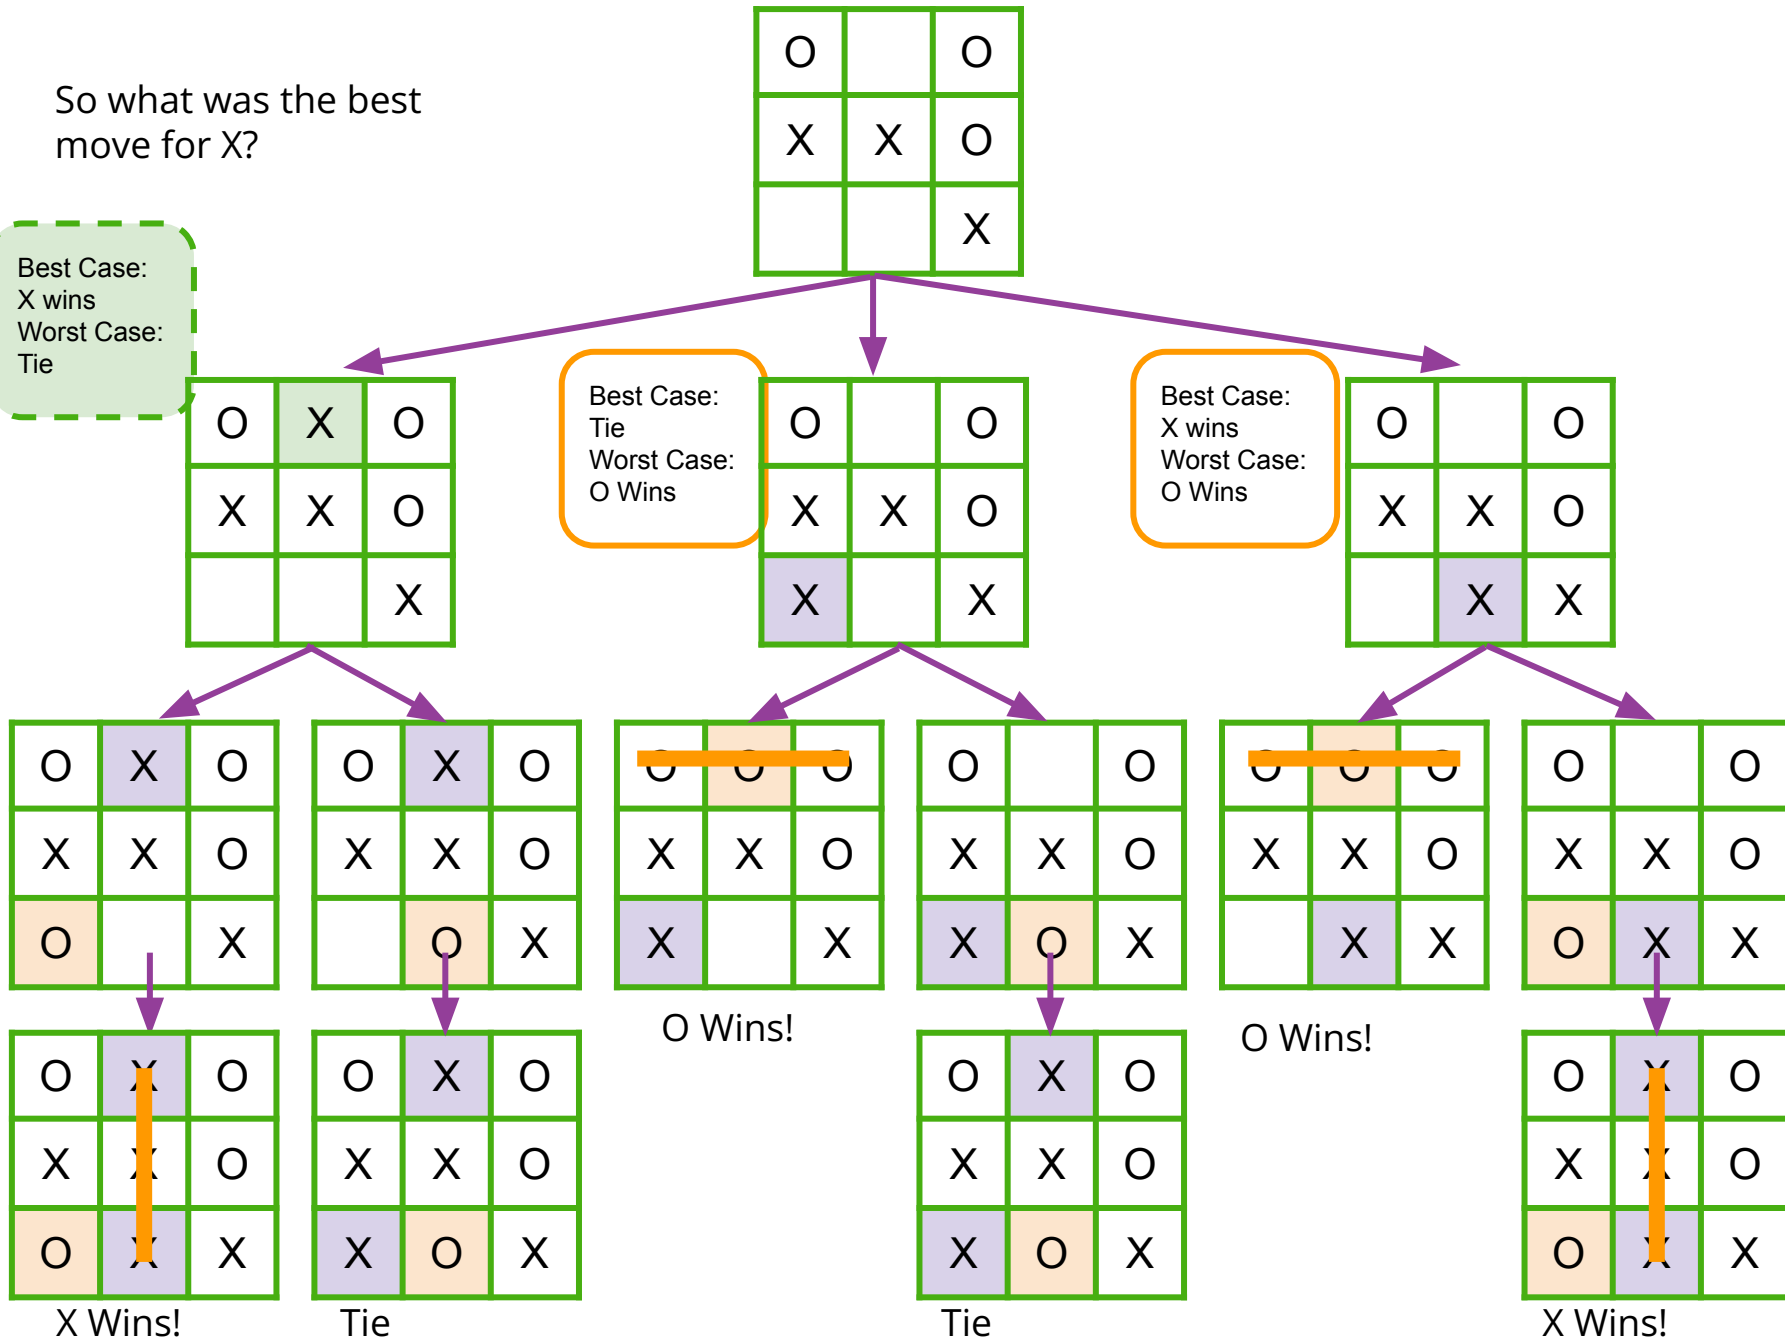 O O
So what was the best
move for X?
X X O
X
Best Case:
X wins
Worst Case:
Tie
Best Case:
Tie
Worst Case:
O Wins
Best Case:
X wins
Worst Case:
O Wins
O X O
X X O
X
O O
X X O
X X
O O
X X O
X X
O X O
X X O
O X
O X O
X X O
O X
O O O
X X O
X X
O O
X X O
X O X
O O O
X X O
X X
O O
X X O
O X X
O Wins!
O Wins!
O X O
X X O
O X X
O X O
X X O
X O X
O X O
X X O
X O X
O X O
X X O
O X X
X Wins!
Tie
Tie
X Wins!